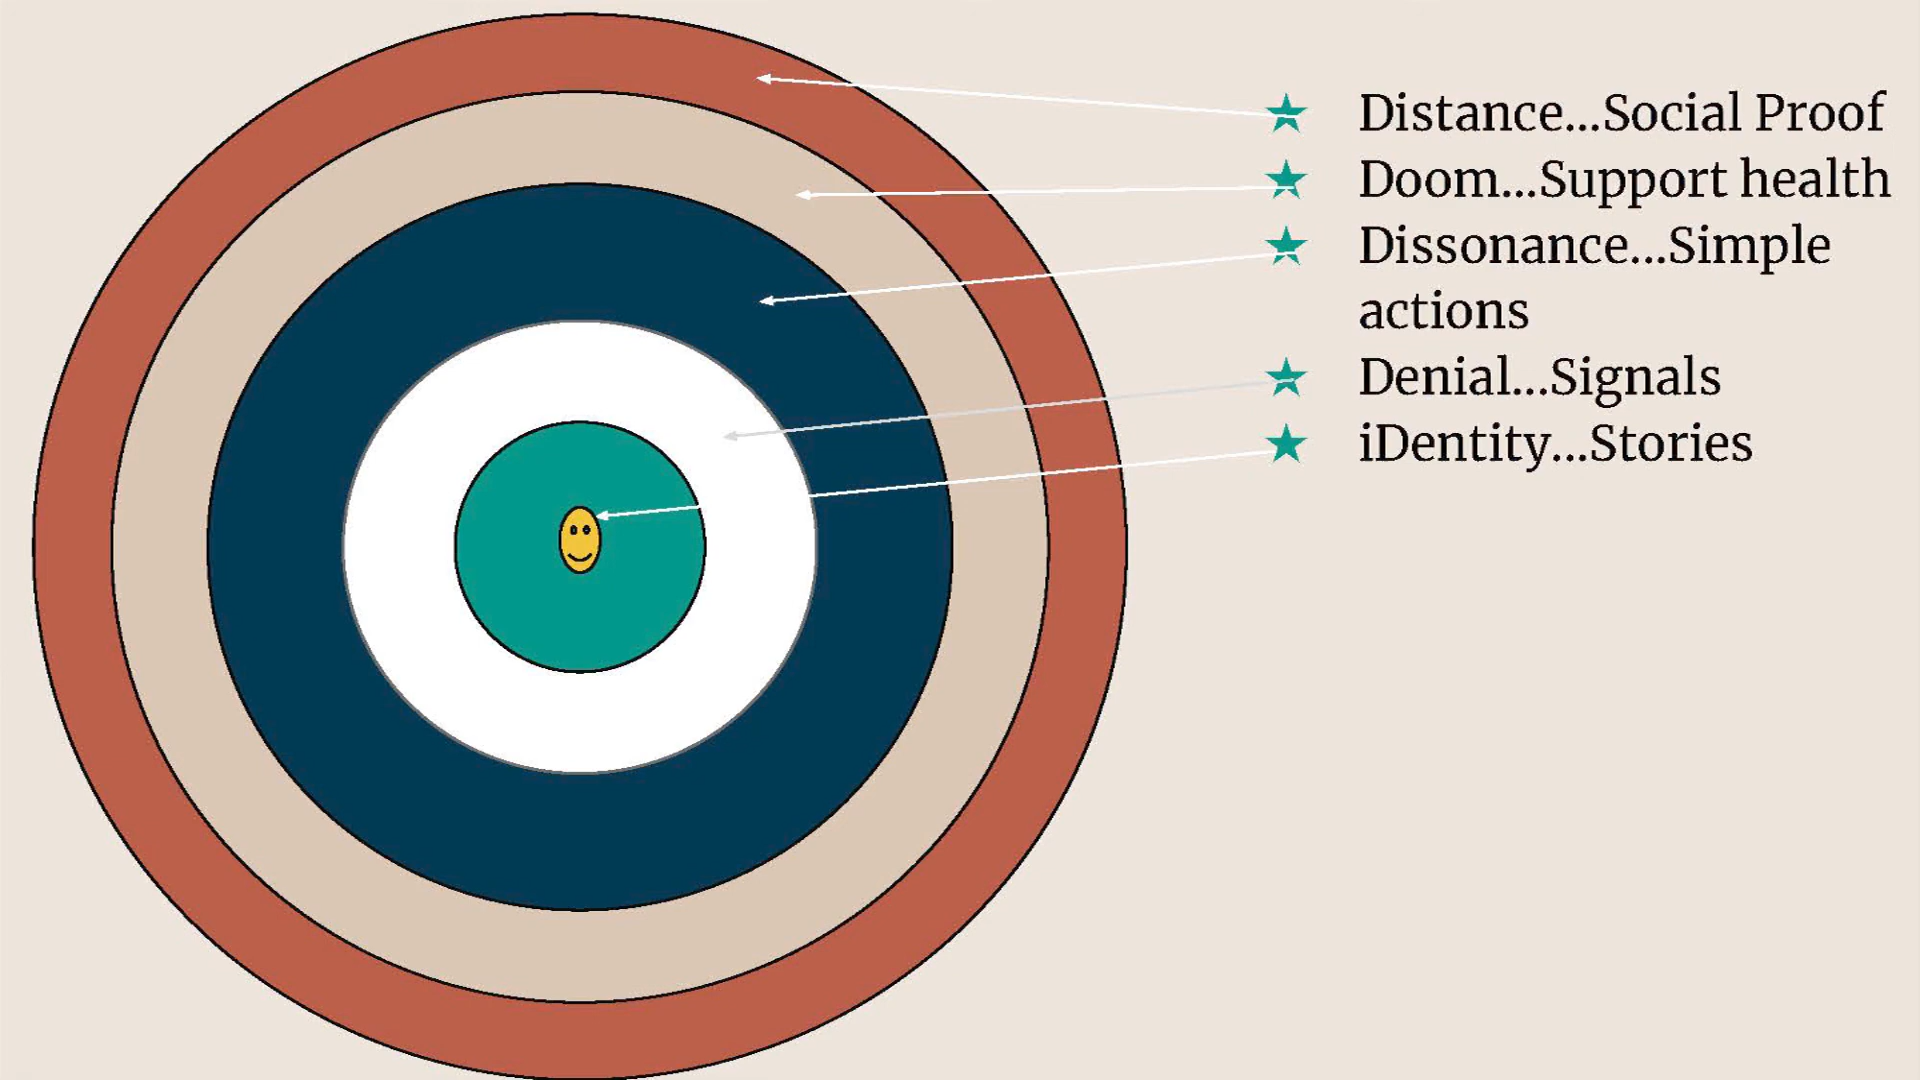 Distance...Social Proof
Doom...Support health
Dissonance...Simple
actions
Denial...Signals
iDentity...Stories